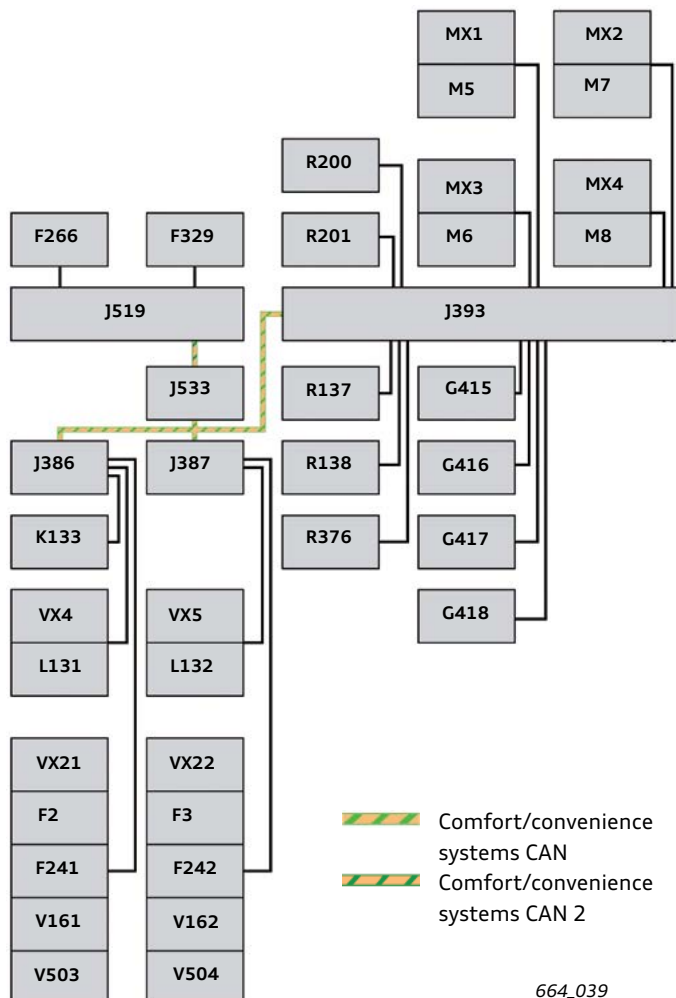 MX1
MX2
M5
M7
R200
MX3
MX4
F266
F329
R201
M6
M8
J519
J393
J533
R137
G415
J386
J387
R138
G416
K133
R376
G417
VX4
VX5
G418
L131
L132
VX21
VX22
F2
F3
F241
F242
V161
V162
V503
V504
Comfort/convenience
systems CAN
Comfort/convenience
systems CAN 2
664_039